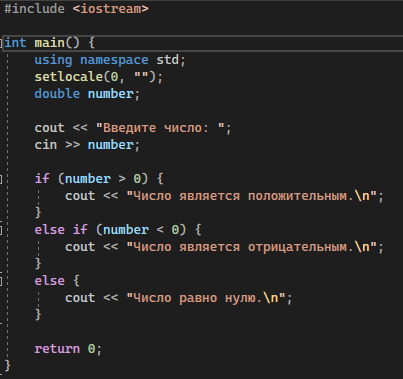 #include <iostream>
int main() {
using namespace std;
setlocale(0, "");
double number;
cout << "Введите число: ";
cin >> number;
if (number > 0) {
cout << "Число является положительным.\n";
}
else if (number < 0) {
cout << "Число является отрицательным.\n";
}
else {
cout << "Число равно нулю.\n";
}
return 0;
}